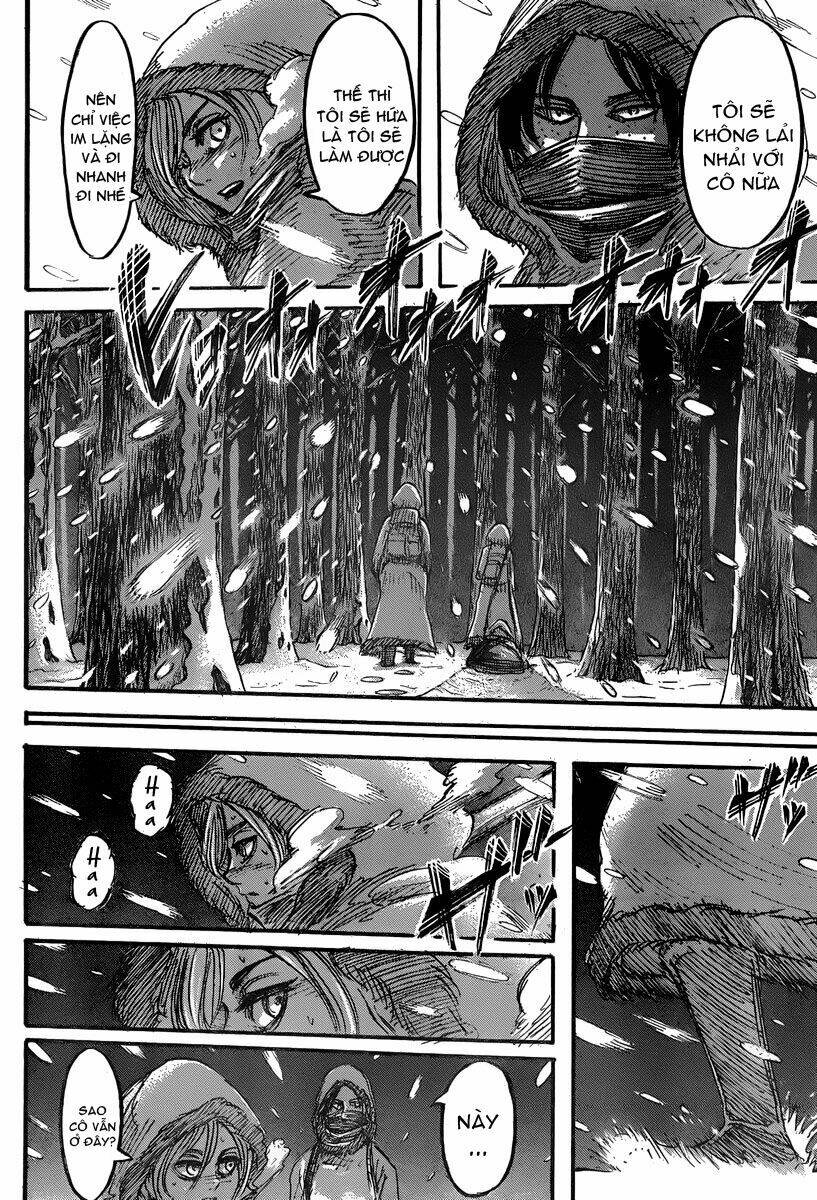 TÔI SẼ
KHÔNG LẢI
NHẢI VỚI
CÔ NỮA
THẾ THÌ
TÔI SẼ HỨA
LÀ TÔI SẼ
LÀM ĐƯỢC
NÊN
CHỈ VIỆC
IM LẶNG
VÀ ĐI
NHANH
ĐI NHÉ
Haa
Haa
NÀY
...
SAO
CÔ VẪN
Ở ĐÂY?